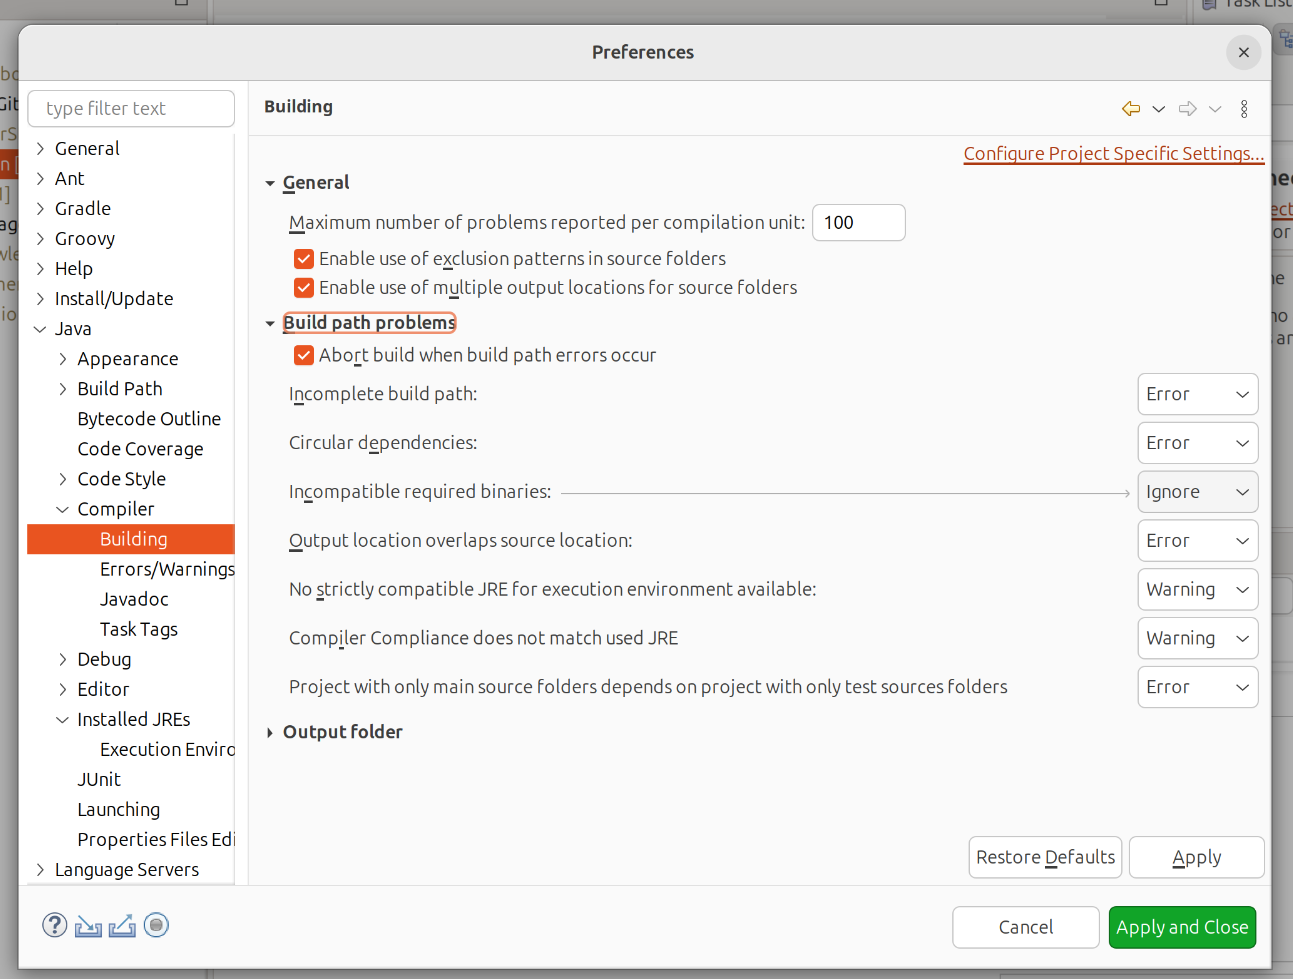 Task List
Preferences
type filter text
General
Ant
Gradle
Groovy
Help
Install/Update
Java
Appearance
Build Path
Bytecode Outline
Code Coverage
Code Style
Compiler
Building
Errors/Warnings
Javadoc
Task Tags
Debug
Editor
Installed JREs
Execution Enviro
JUnit
Launching
Properties Files Edi
Language Servers
Building
Configure Project Specific Settings...
General
Maximum number of problems reported per compilation unit: 100
Enable use of exclusion patterns in source folders
Enable use of multiple output locations for source folders
Build path problems
Abort build when build path errors occur
Incomplete build path: Error
Circular dependencies: Error
Incompatible required binaries: Ignore
Output location overlaps source location: Error
No strictly compatible JRE for execution environment available: Warning
Compiler Compliance does not match used JRE Warning
Project with only main source folders depends on project with only test sources folders Error
Output folder
Restore Defaults Apply
Cancel Apply and Close